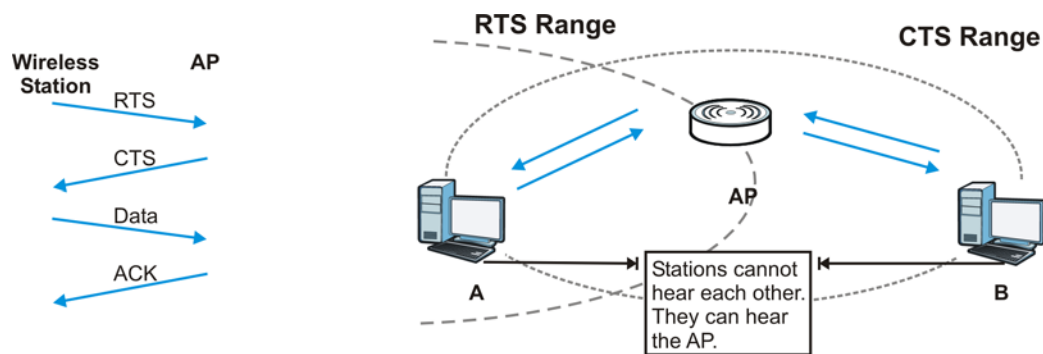 Wireless
Station
AP
RTS
CTS
Data
ACK
RTS Range
CTS Range
AP
A
B
Stations cannot
hear each other.
They can hear
the AP.